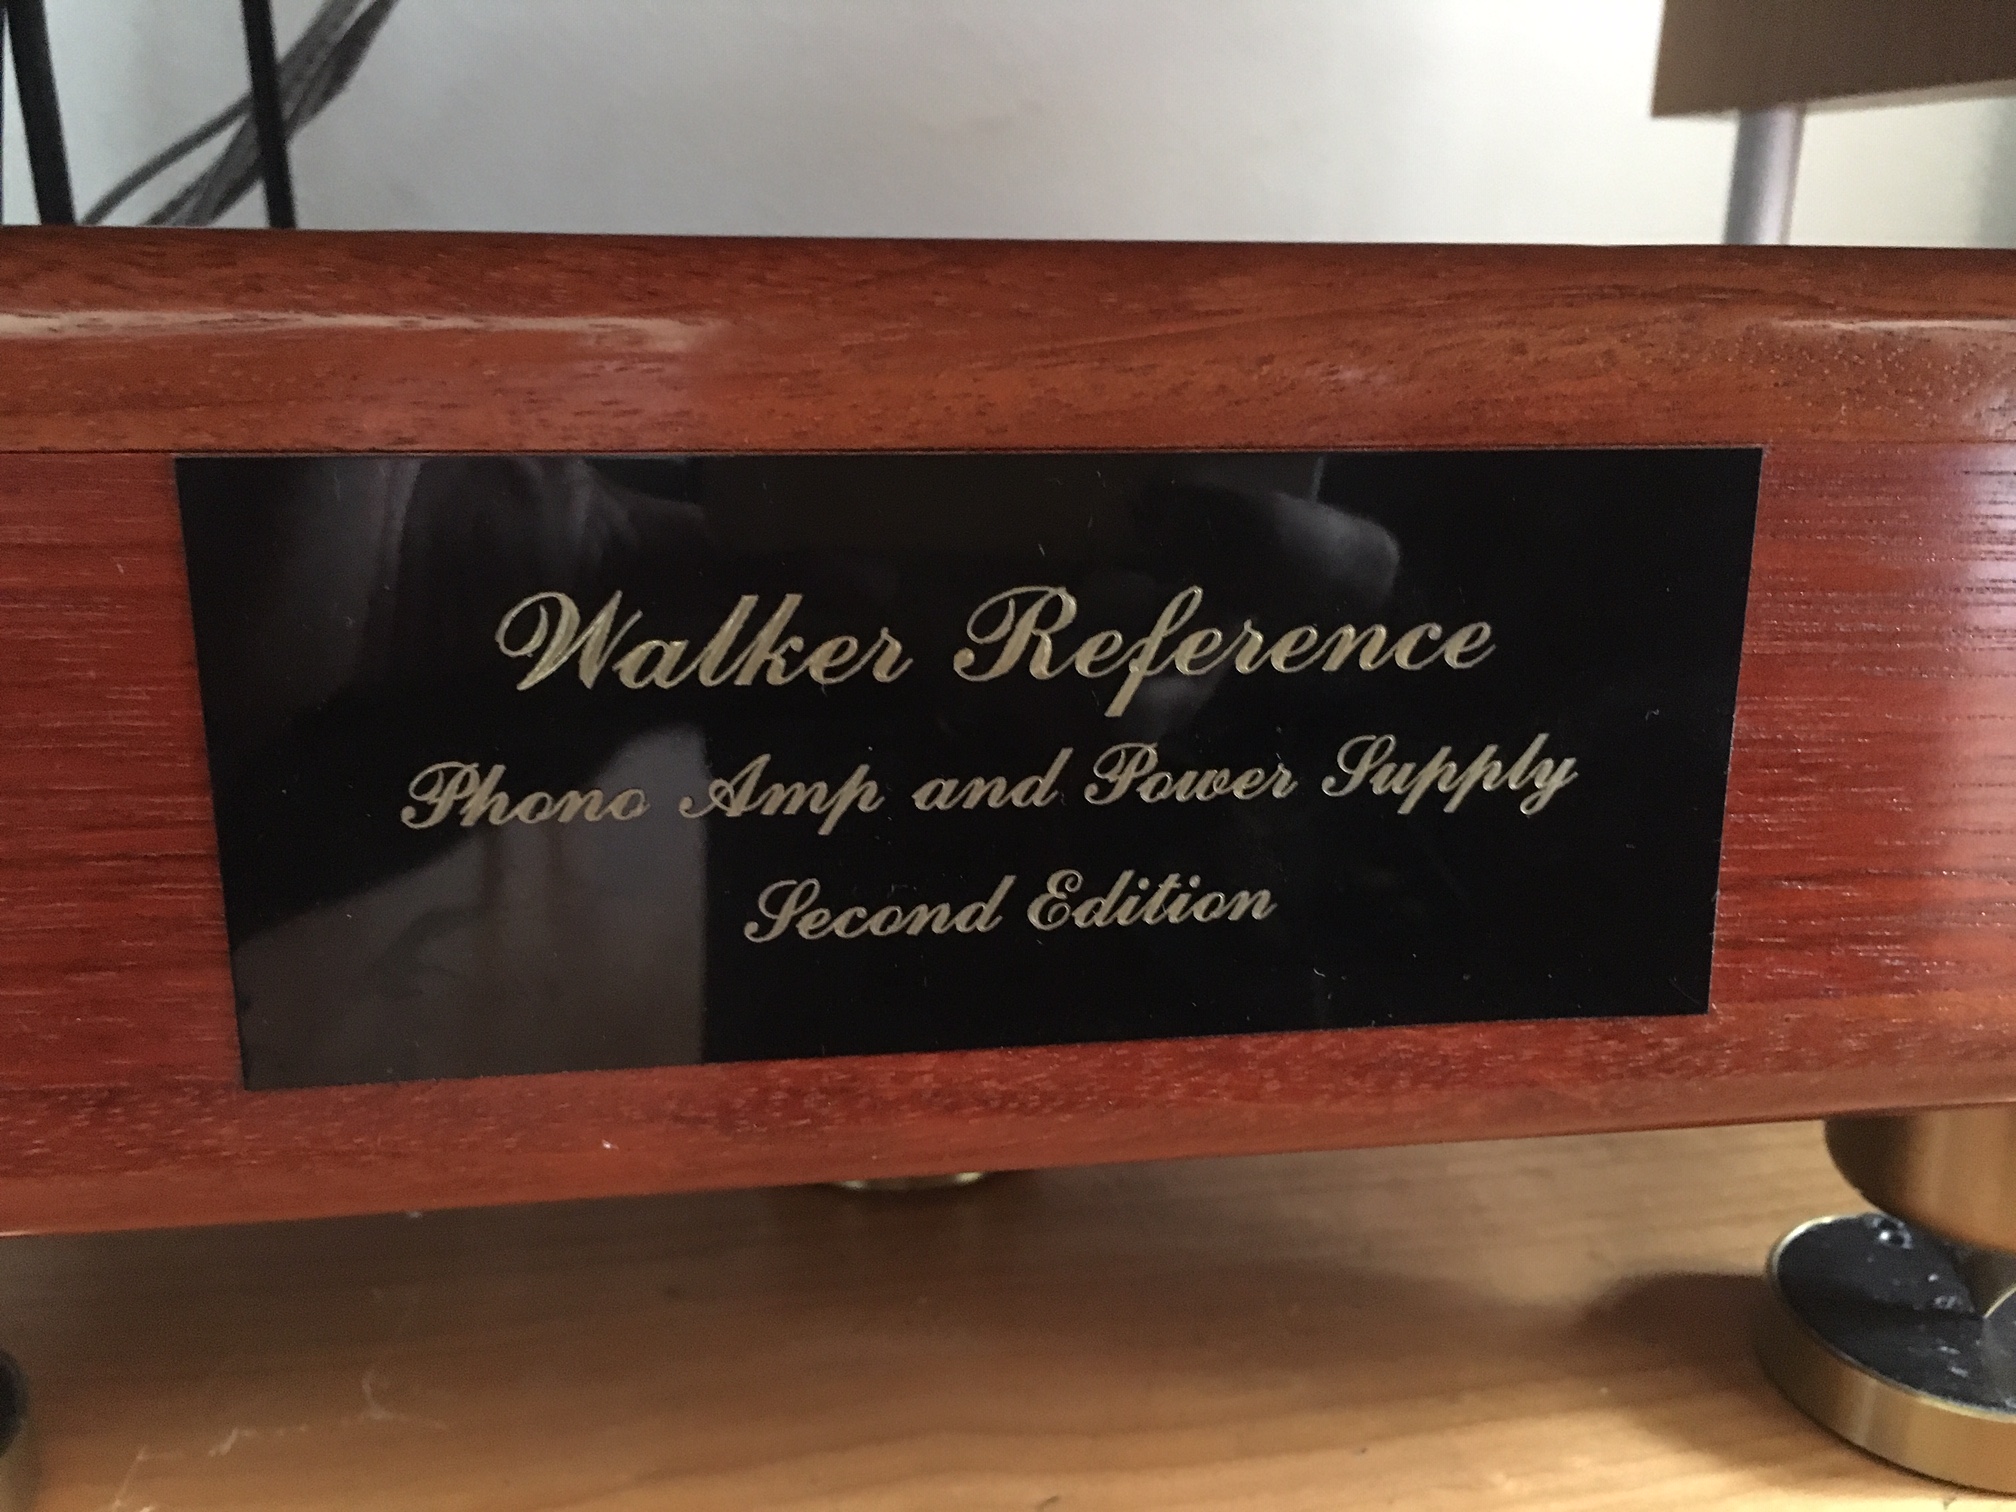 Walker Reference
Phono Amp and Power Supply
Second Edition